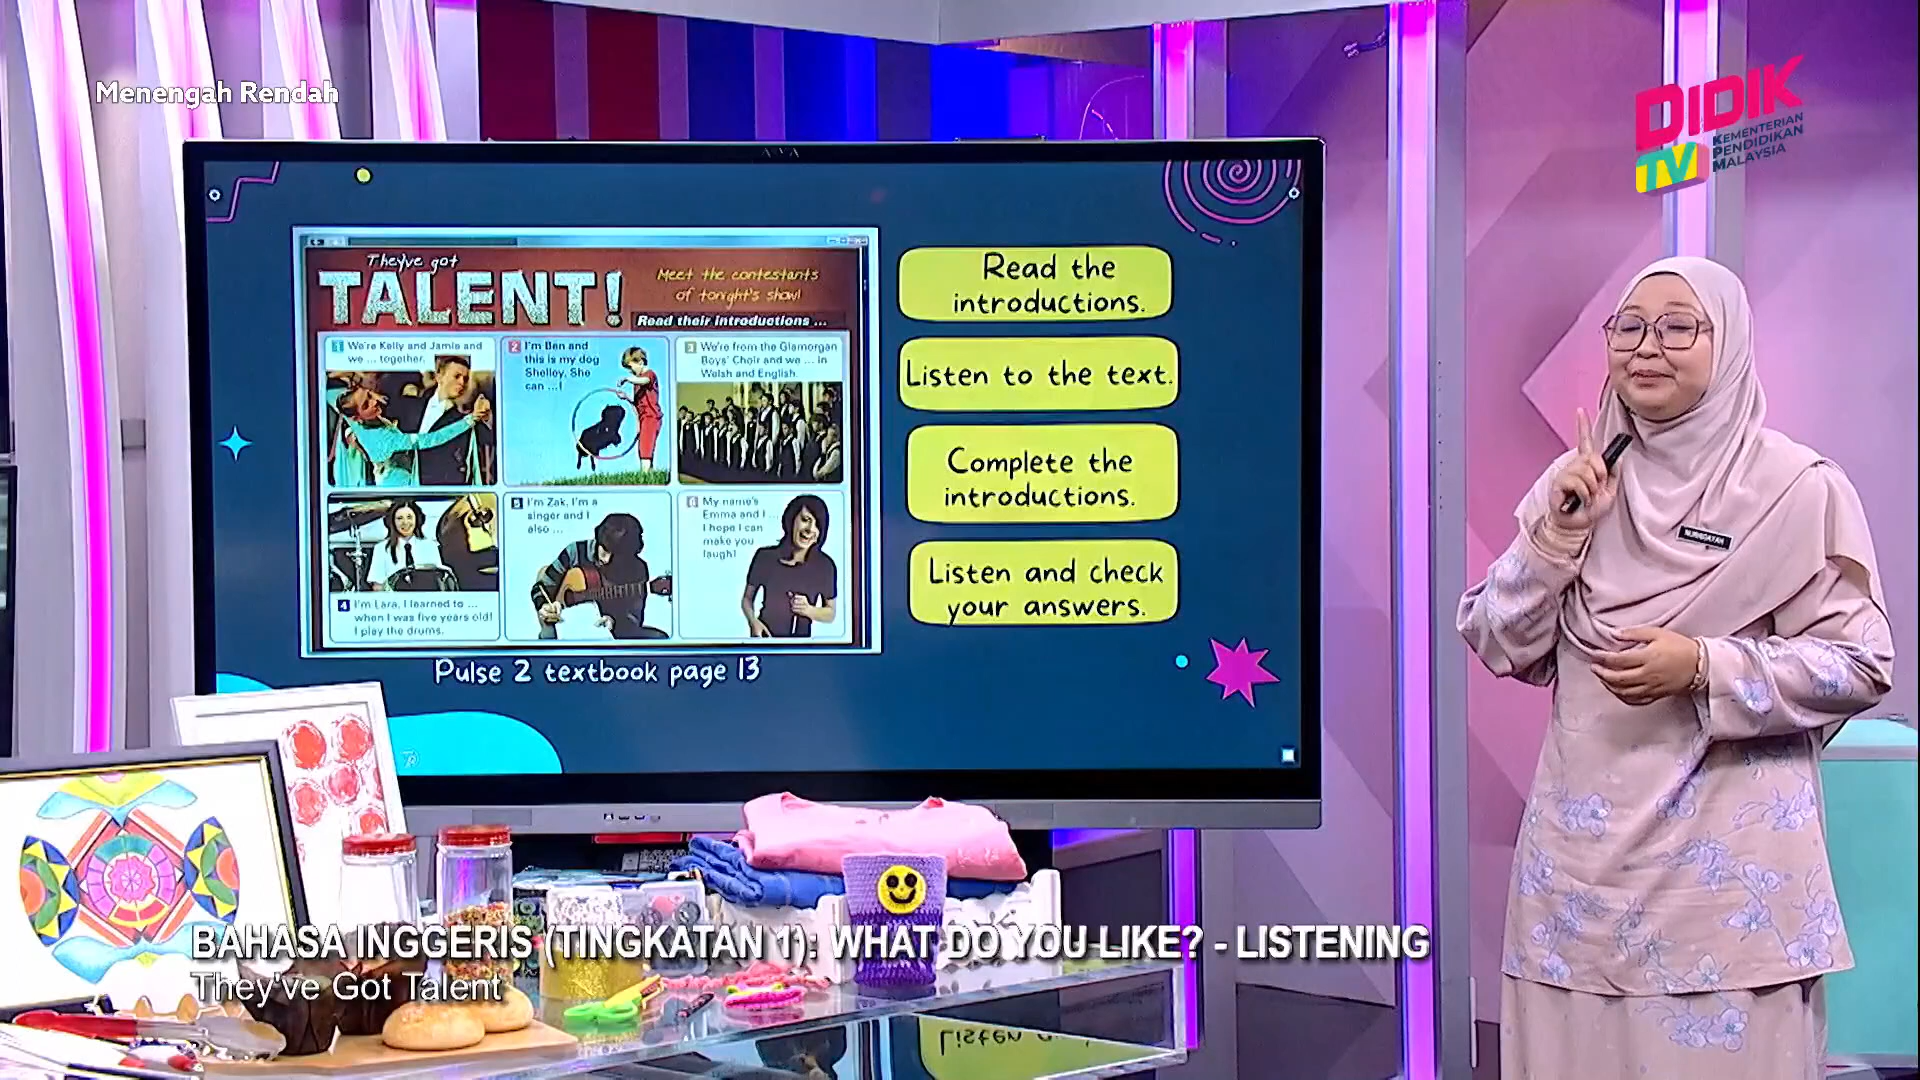 Menengah Rendah
DIDIK
TV
KEMENTERIAN
PENDIDIKAN
MALAYSIA
They've got
TALENT!
Meet the contestants
of tonight's show!
Read their introductions ...
1 We're Kelly and Jamie and
we ... together.
2 I'm Ben and
this is my dog
Shelley. She
can ...!
3 We're from the Glamorgan
Boys' Choir and we ... in
Welsh and English.
4 I'm Lara, I learned to ...
when I was five years old!
I play the drums.
5 I'm Zak, I'm a
singer and I
also ...
6 My name's
Emma and I ...
I hope I can
make you
laugh!
Pulse 2 textbook page 13
Read the
introductions.
Listen to the text.
Complete the
introductions.
Listen and check
your answers.
BAHASA INGGERIS (TINGKATAN 1): WHAT DO YOU LIKE? - LISTENING
They've Got Talent